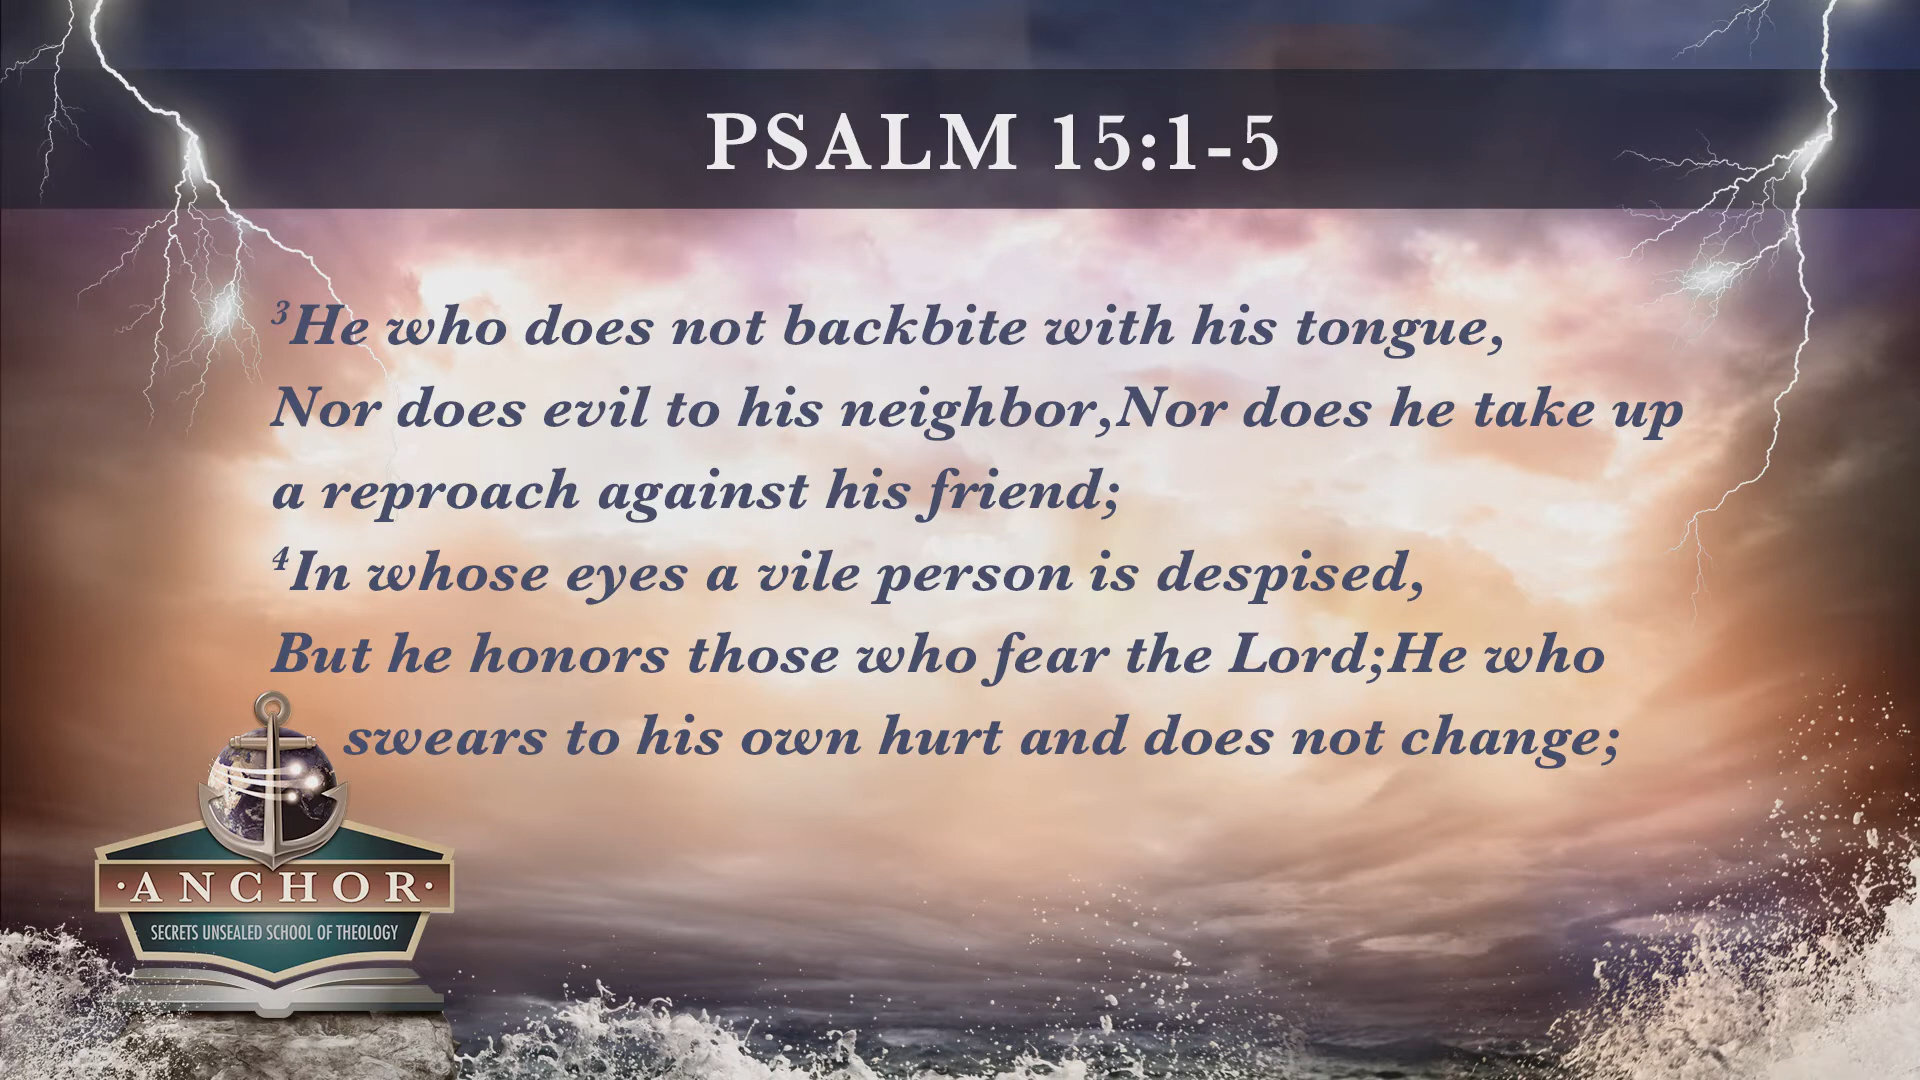 PSALM 15:1-5
³He who does not backbite with his tongue,
Nor does evil to his neighbor,Nor does he take up
a reproach against his friend;
⁴In whose eyes a vile person is despised,
But he honors those who fear the Lord;He who
swears to his own hurt and does not change;
·ANCHOR·
SECRETS UNSEALED SCHOOL OF THEOLOGY